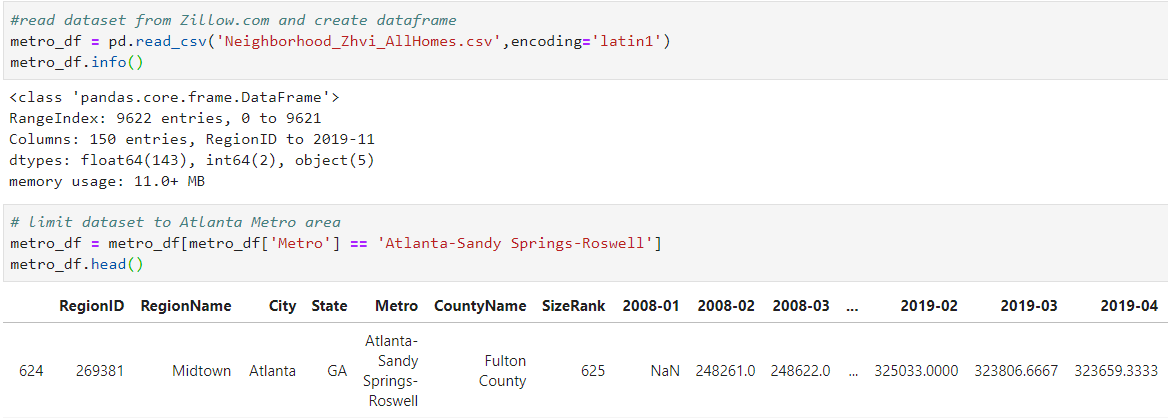 #read dataset from Zillow.com and create dataframe
metro_df = pd.read_csv('Neighborhood_Zhvi_AllHomes.csv',encoding='latin1')
metro_df.info()
<class 'pandas.core.frame.DataFrame'>
RangeIndex: 9622 entries, 0 to 9621
Columns: 150 entries, RegionID to 2019-11
dtypes: float64(143), int64(2), object(5)
memory usage: 11.0+ MB
# limit dataset to Atlanta Metro area
metro_df = metro_df[metro_df['Metro'] == 'Atlanta-Sandy Springs-Roswell']
metro_df.head()
RegionID RegionName City State Metro CountyName SizeRank 2008-01 2008-02 2008-03 ... 2019-02 2019-03 2019-04
Atlanta-
Sandy Fulton
624 269381 Midtown Atlanta GA Springs- County 625 NaN 248261.0 248622.0 ... 325033.0000 323806.6667 323659.3333
Roswell